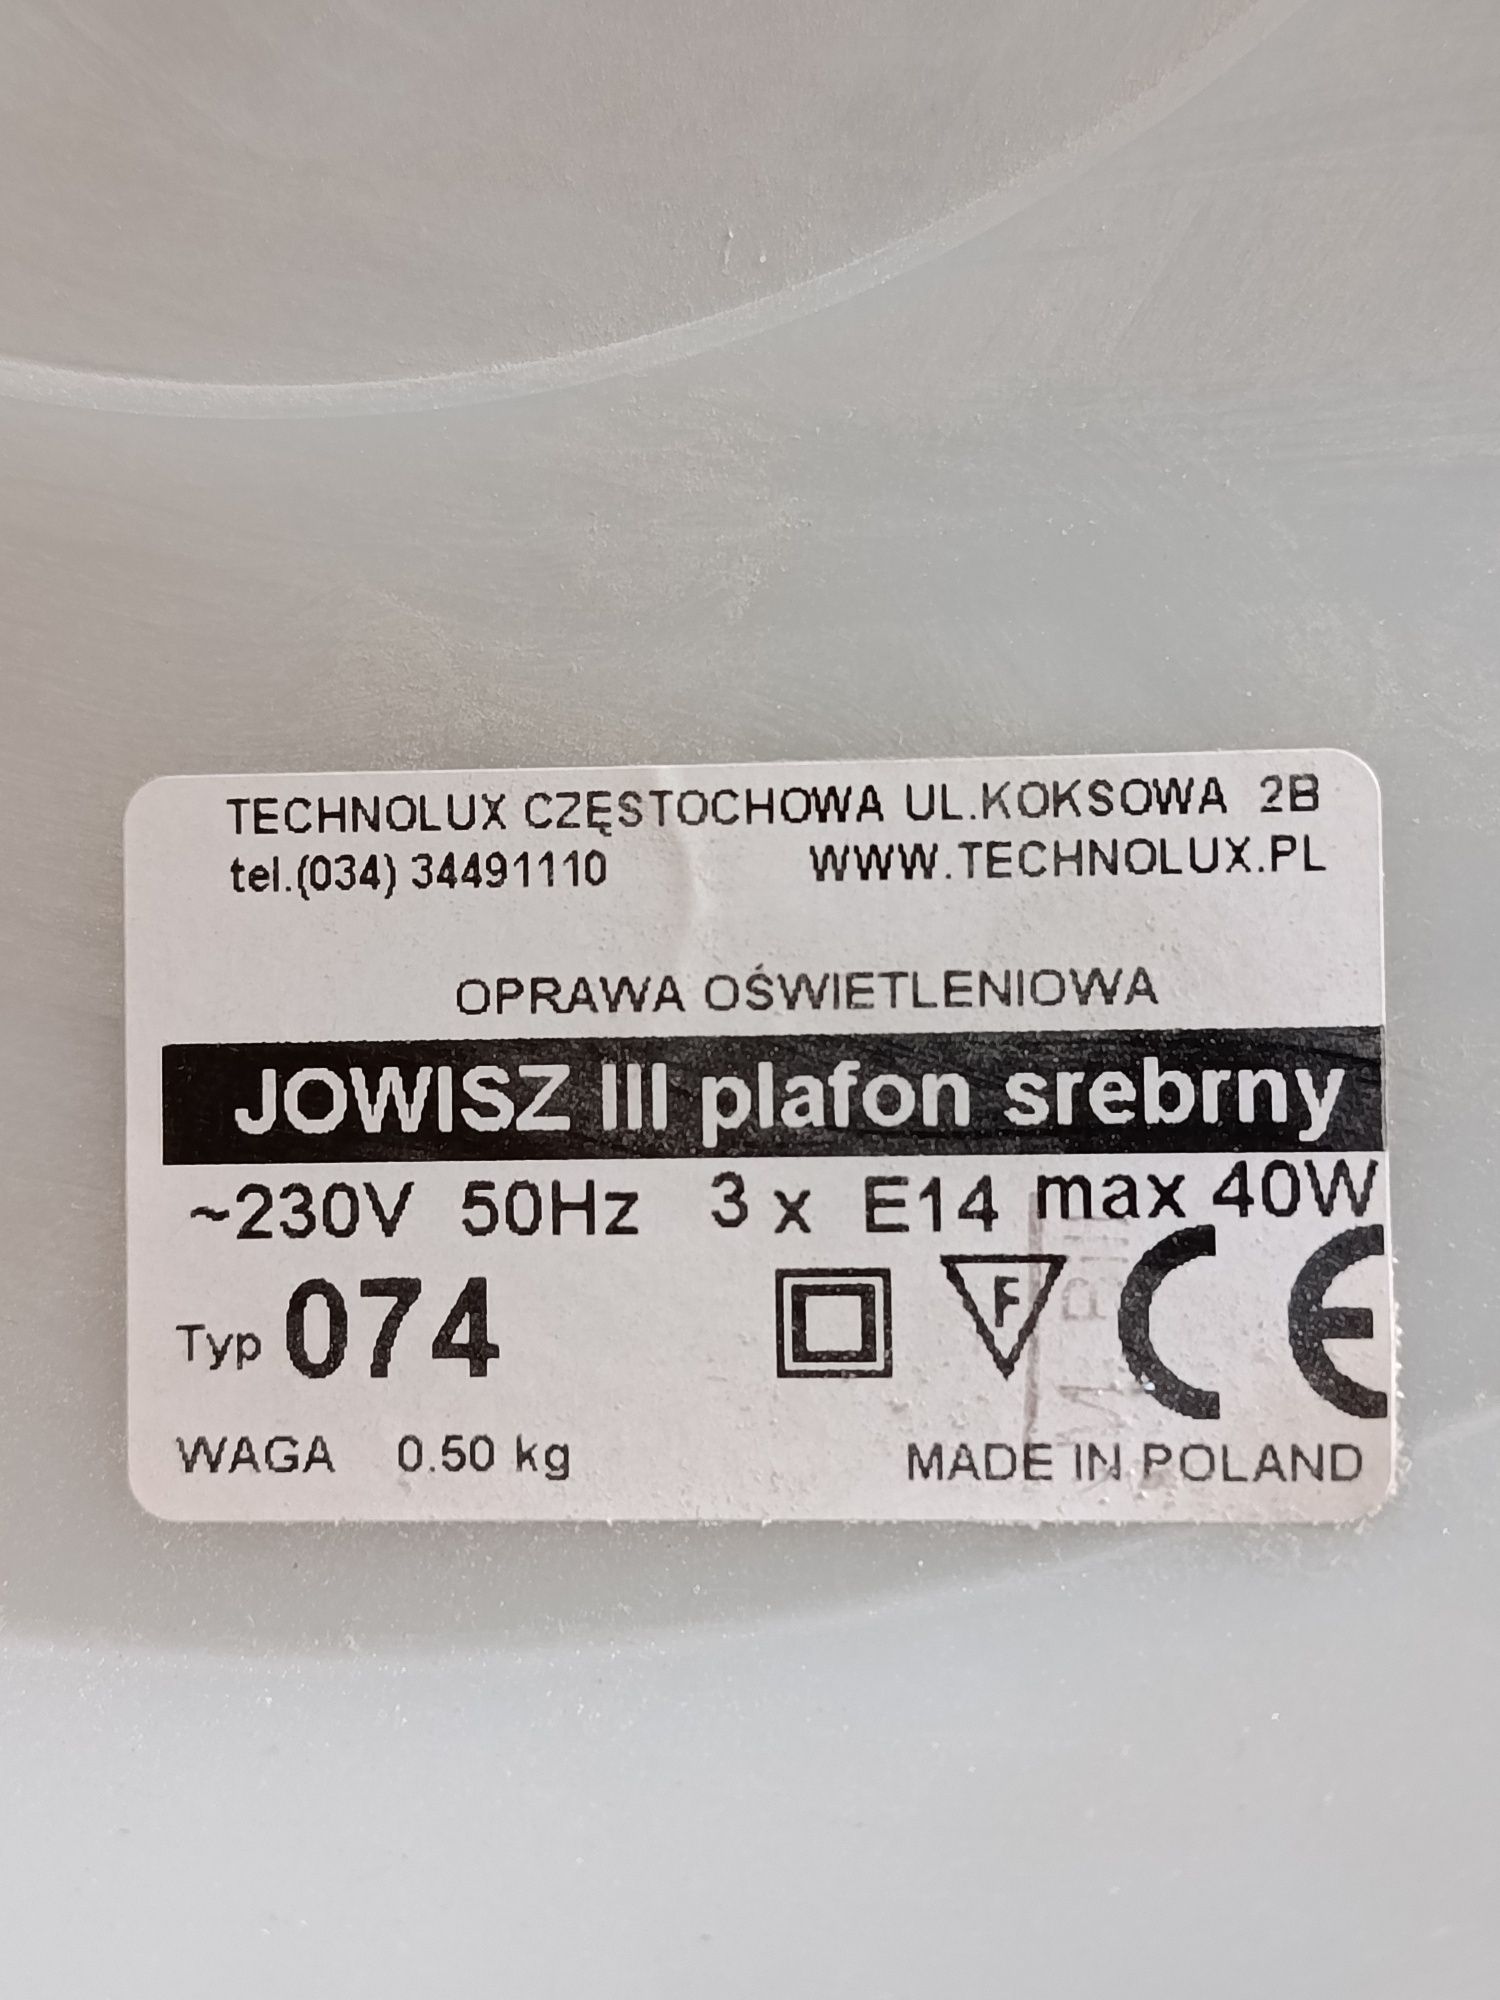 TECHNOLUX CZĘSTOCHOWA UL.KOKSOWA 2B
tel.(034) 34491110 WWW.TECHNOLUX.PL
OPRAWA OŚWIETLENIOWA
JOWISZ III plafon srebrny
~230V 50Hz 3 x E14 max 40W
Typ 074 F CE
WAGA 0.50 kg MADE IN POLAND